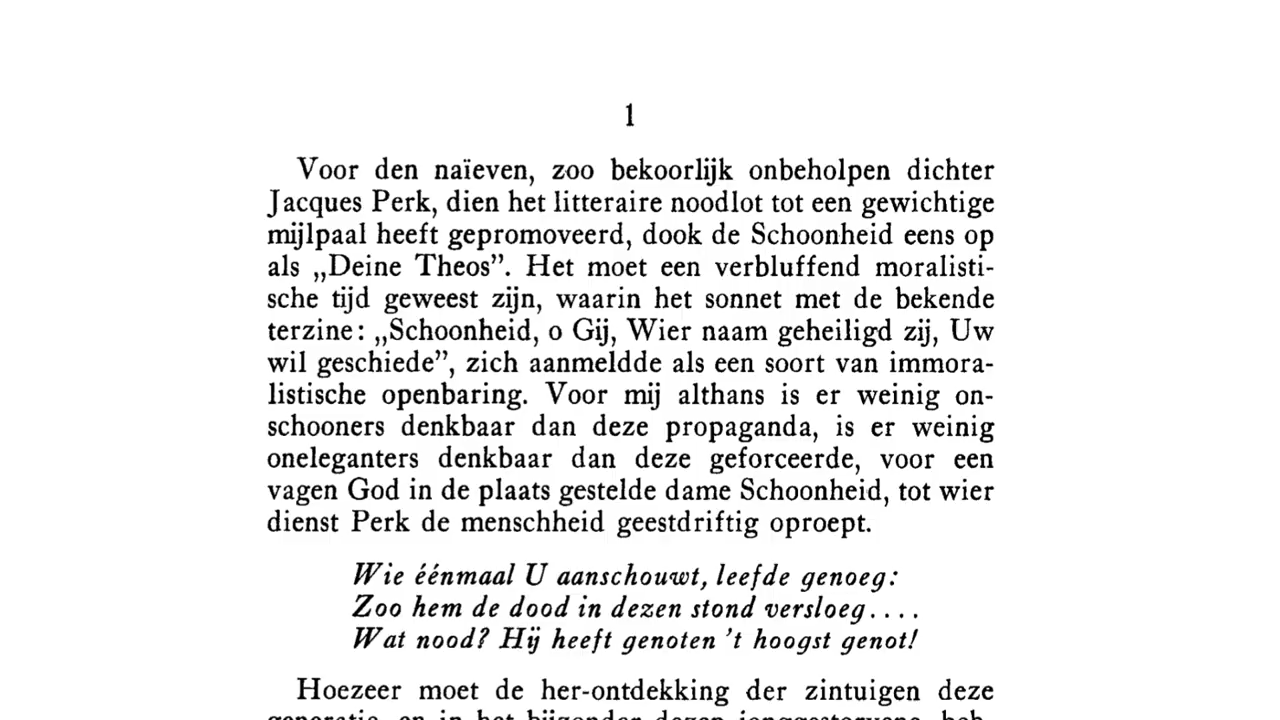 1
Voor den naïeven, zoo bekoorlijk onbeholpen dichter
Jacques Perk, dien het litteraire noodlot tot een gewichtige
mijlpaal heeft gepromoveerd, dook de Schoonheid eens op
als „Deine Theos”. Het moet een verbluffend moralisti-
sche tijd geweest zijn, waarin het sonnet met de bekende
terzine: „Schoonheid, o Gij, Wier naam geheiligd zij, Uw
wil geschiede”, zich aanmeldde als een soort van immora-
listische openbaring. Voor mij althans is er weinig on-
schooners denkbaar dan deze propaganda, is er weinig
oneleganters denkbaar dan deze geforceerde, voor een
vagen God in de plaats gestelde dame Schoonheid, tot wier
dienst Perk de menschheid geestdriftig oproept.
Wie éénmaal U aanschouwt, leefde genoeg:
Zoo hem de dood in dezen stond versloeg....
Wat nood? Hij heeft genoten 't hoogst genot!
Hoezeer moet de her-ontdekking der zintuigen deze